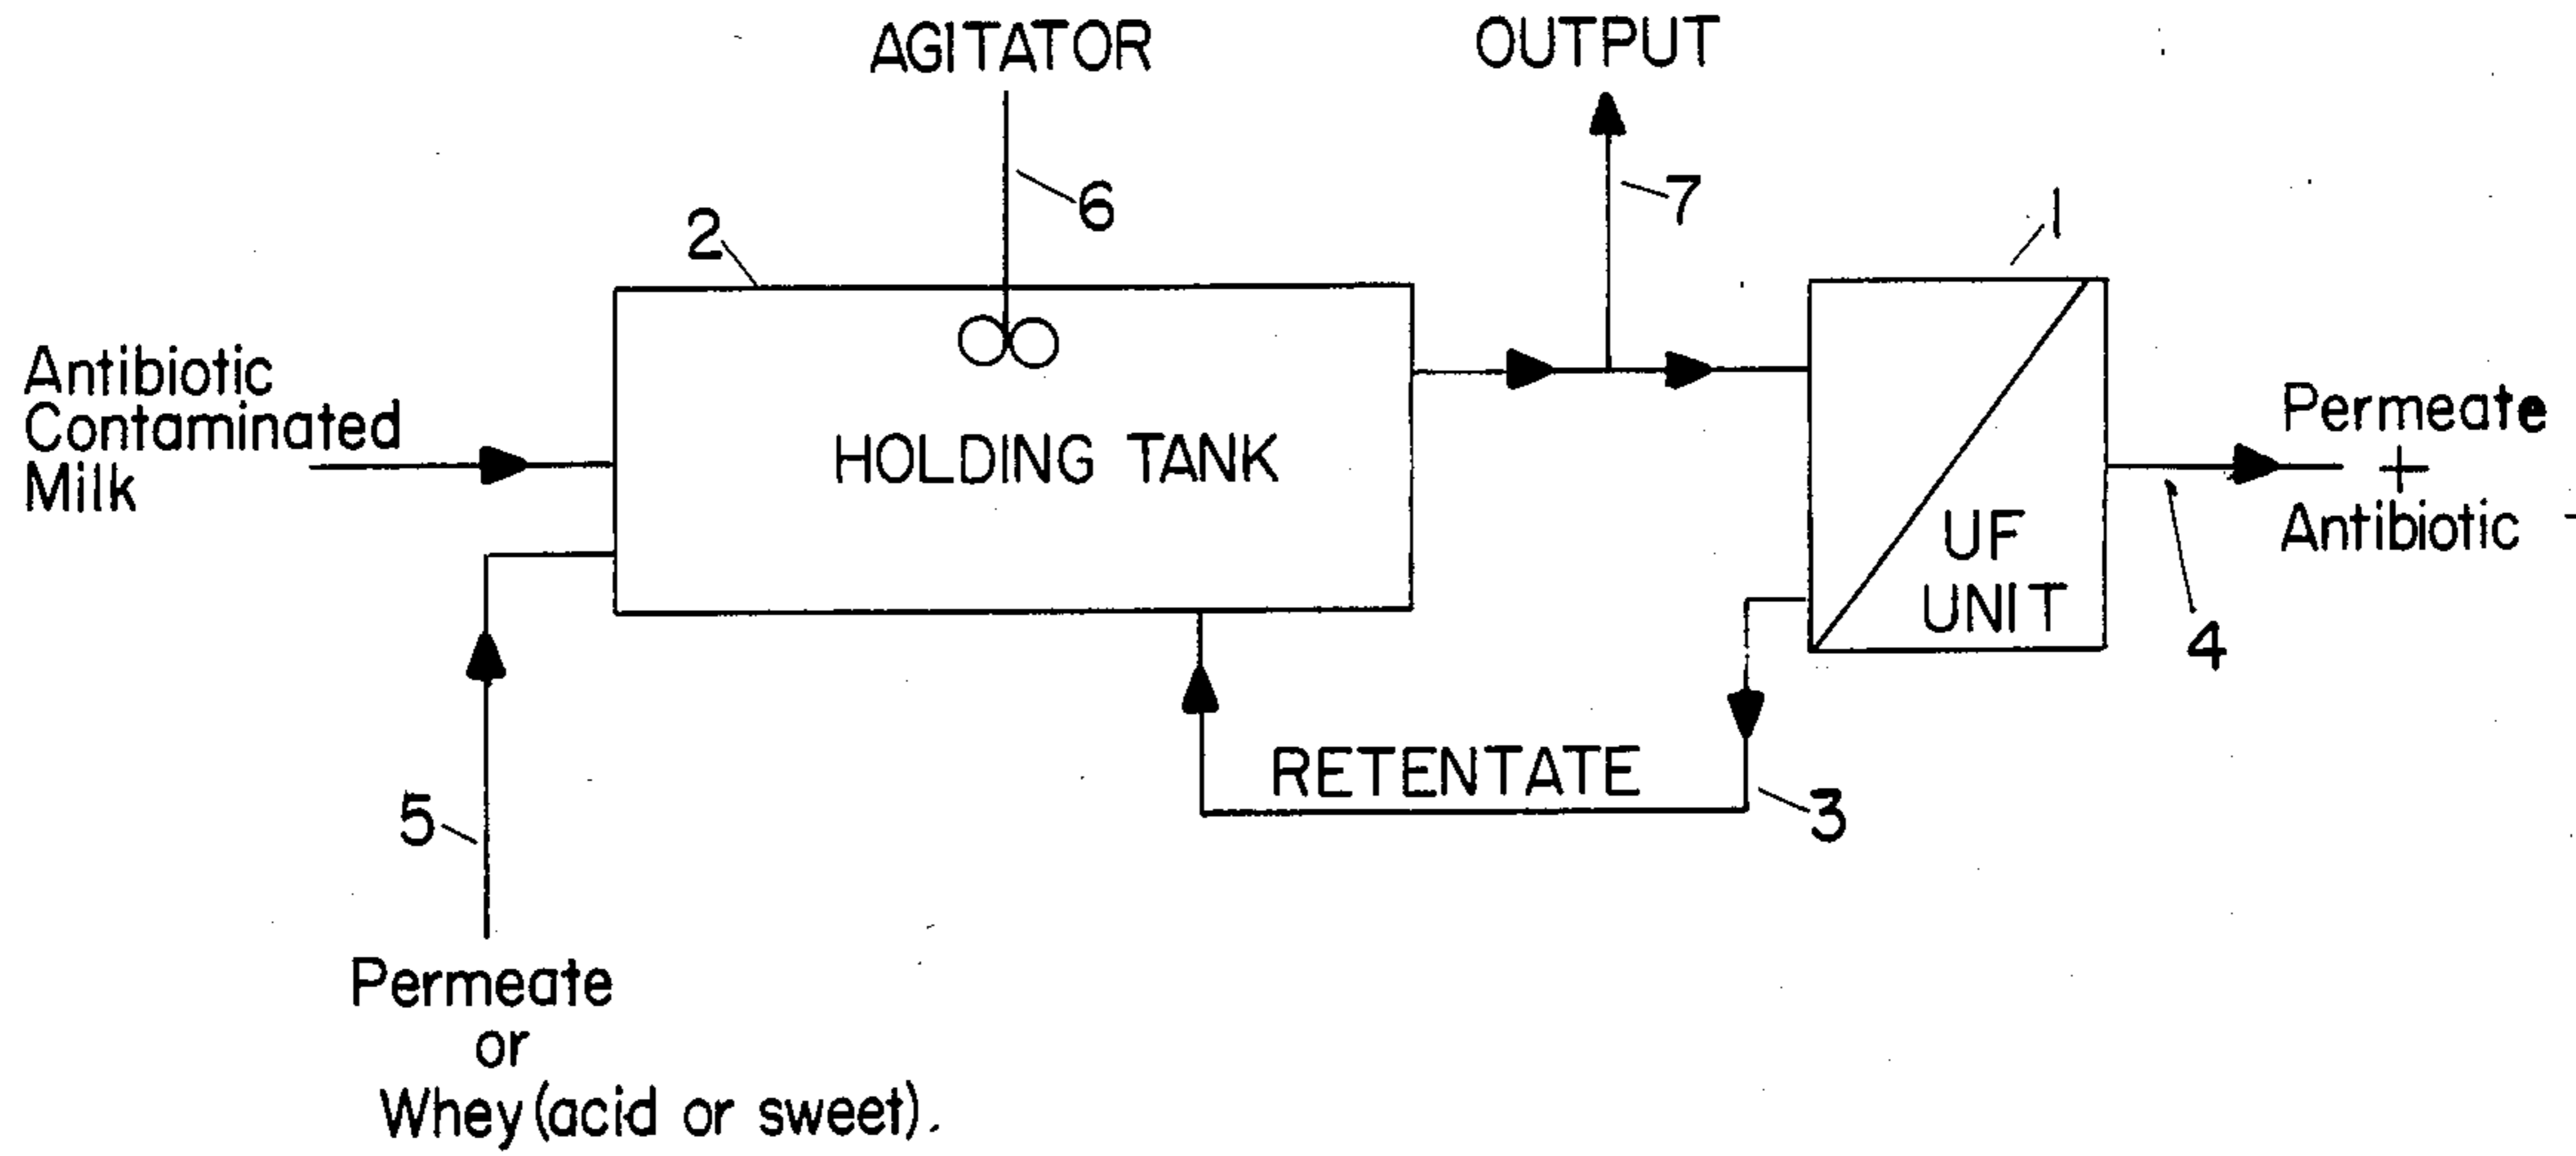 AGITATOR
OUTPUT
6
7
2
1
Antibiotic
Contaminated
Milk
HOLDING TANK
UF
UNIT
Permeate
+
Antibiotic
4
RETENTATE
3
5
Permeate
or
Whey (acid or sweet).